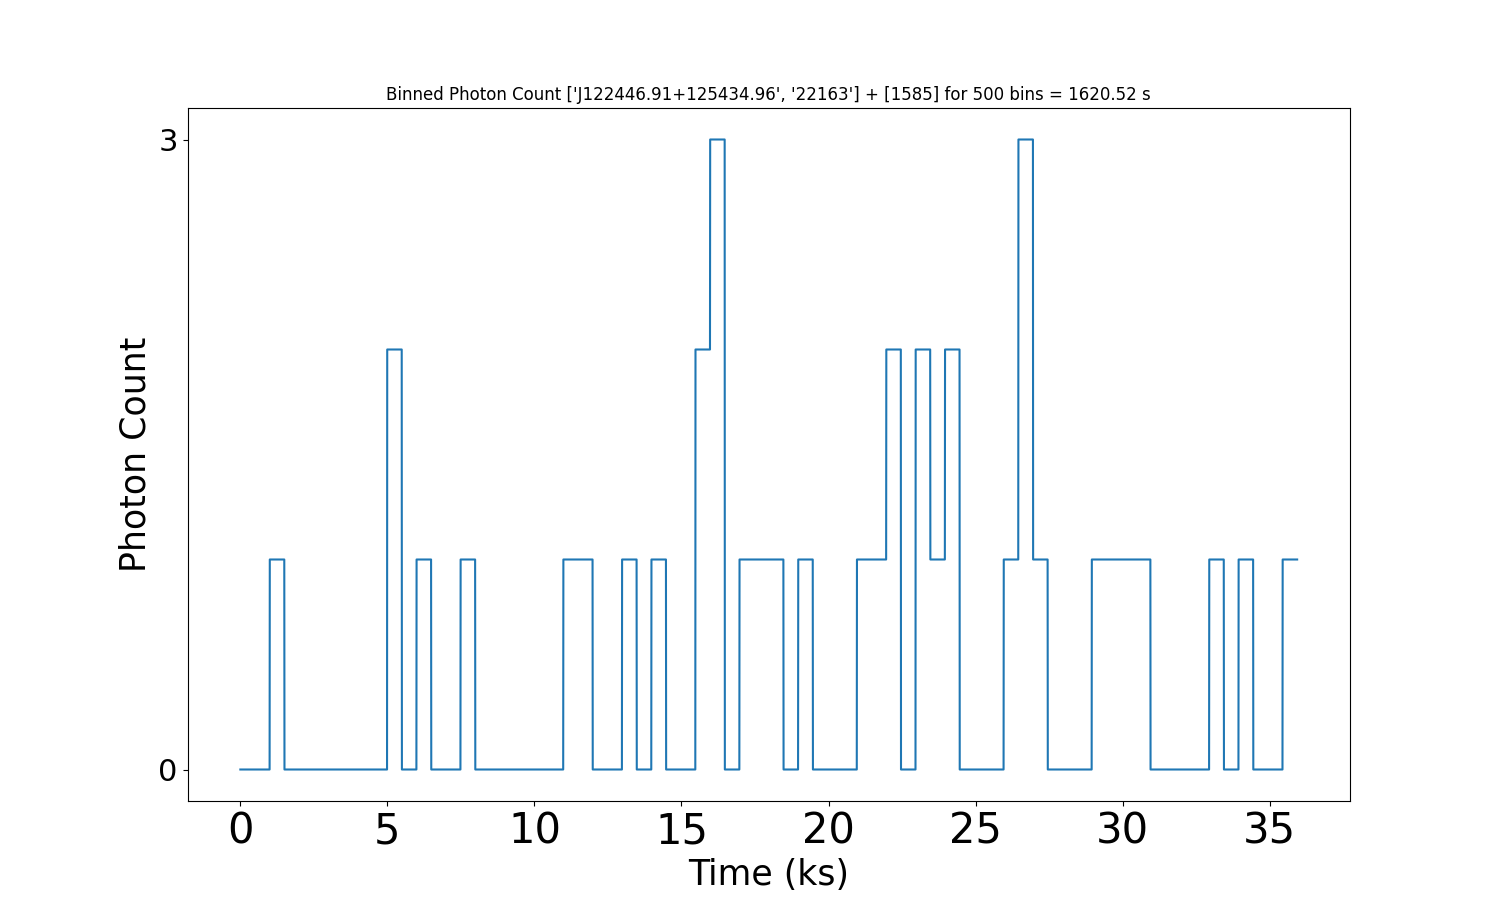 Binned Photon Count ['J122446.91+125434.96', '22163'] + [1585] for 500 bins = 1620.52 s
3
Photon Count
0
0 5 10 15 20 25 30 35
Time (ks)